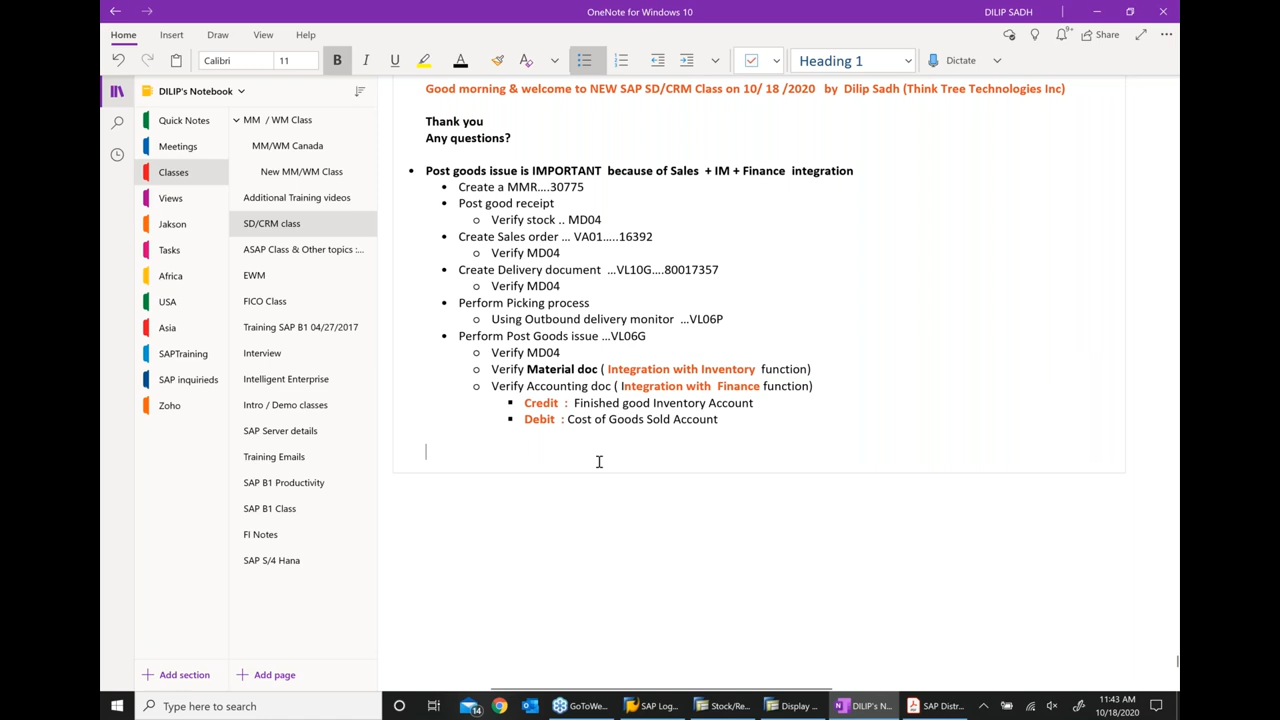 OneNote for Windows 10
DILIP SADH
Home
Insert
Draw
View
Help
9+
Share
Calibri
11
B
I
U
A
A
Heading 1
Dictate
DILIP's Notebook
Quick Notes
Meetings
Classes
Views
Jakson
Tasks
Africa
USA
Asia
SAPTraining
SAP inquirieds
Zoho
MM / WM Class
MM/WM Canada
New MM/WM Class
Additional Training videos
SD/CRM class
ASAP Class & Other topics :...
EWM
FICO Class
Training SAP B1 04/27/2017
Interview
Intelligent Enterprise
Intro / Demo classes
SAP Server details
Training Emails
SAP B1 Productivity
SAP B1 Class
FI Notes
SAP S/4 Hana
Add section
Add page
Good morning & welcome to NEW SAP SD/CRM Class on 10/ 18 /2020 by Dilip Sadh (Think Tree Technologies Inc)
Thank you
Any questions?
Post goods issue is IMPORTANT because of Sales + IM + Finance integration
Create a MMR....30775
Post good receipt
Verify stock .. MD04
Create Sales order ... VA01.....16392
Verify MD04
Create Delivery document ...VL10G....80017357
Verify MD04
Perform Picking process
Using Outbound delivery monitor ...VL06P
Perform Post Goods issue ...VL06G
Verify MD04
Verify Material doc ( Integration with Inventory function)
Verify Accounting doc ( Integration with Finance function)
Credit : Finished good Inventory Account
Debit : Cost of Goods Sold Account
Type here to search
14
GoToWe...
SAP Log...
Stock/Re...
Display ...
DILIP's N...
SAP Distr...
11:43 AM
10/18/2020